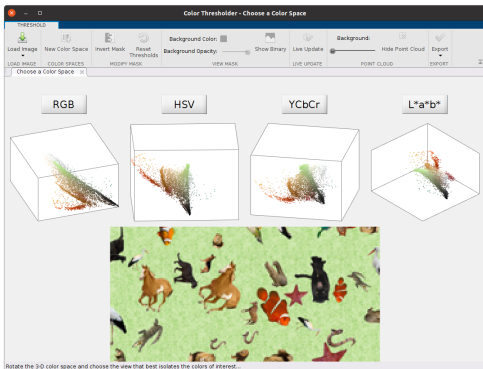 Color Thresholder - Choose a Color Space
THRESHOLD
Load Image
New Color Space
Invert Mask
Reset
Thresholds
Background Color:
Background Opacity:
Show Binary
Live Update
Background:
Hide Point Cloud
Export
LOAD IMAGE
COLOR SPACES
MODIFY MASK
VIEW MASK
LIVE UPDATE
POINT CLOUD
EXPORT
Choose a Color Space
RGB
HSV
YCbCr
L*a*b*
Rotate the 3-D color space and choose the view that best isolates the colors of interest...